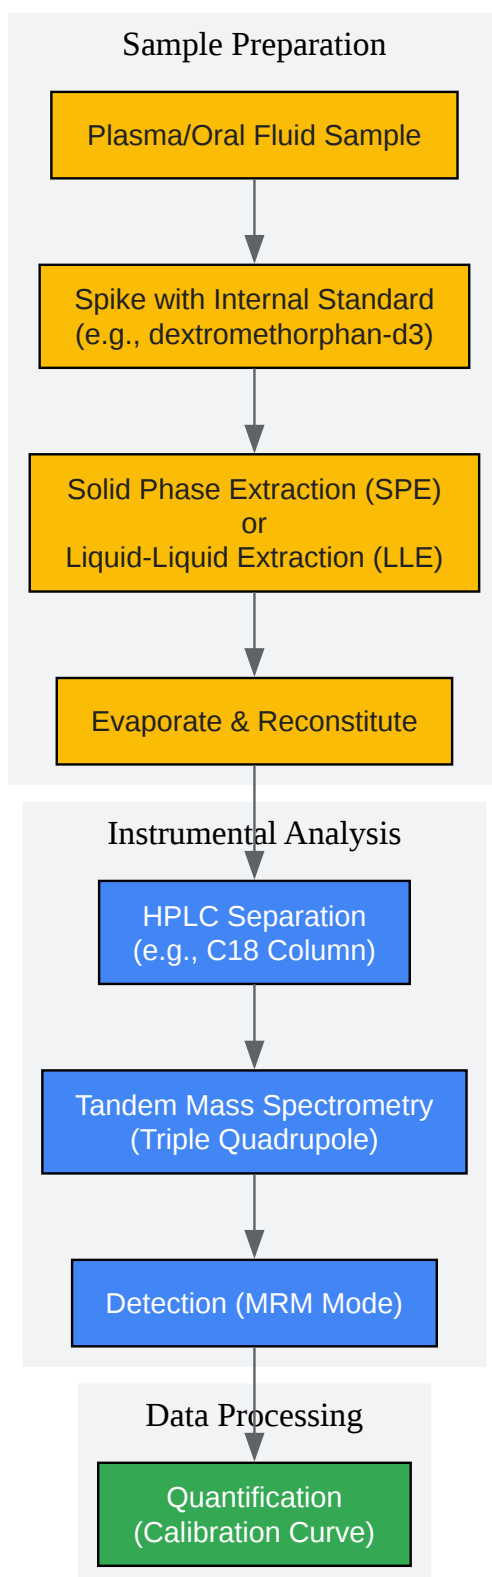 Sample Preparation
Plasma/Oral Fluid Sample
Spike with Internal Standard
(e.g., dextromethorphan-d3)
Solid Phase Extraction (SPE)
or
Liquid-Liquid Extraction (LLE)
Evaporate & Reconstitute
Instrumental Analysis
HPLC Separation
(e.g., C18 Column)
Tandem Mass Spectrometry
(Triple Quadrupole)
Detection (MRM Mode)
Data Processing
Quantification
(Calibration Curve)